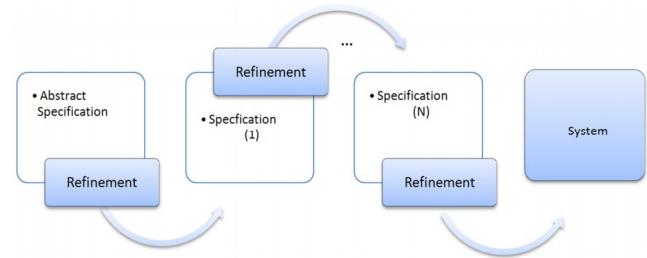 • Abstract
Specification
Refinement
Refinement
• Specfication
(1)
...
• Specification
(N)
Refinement
System